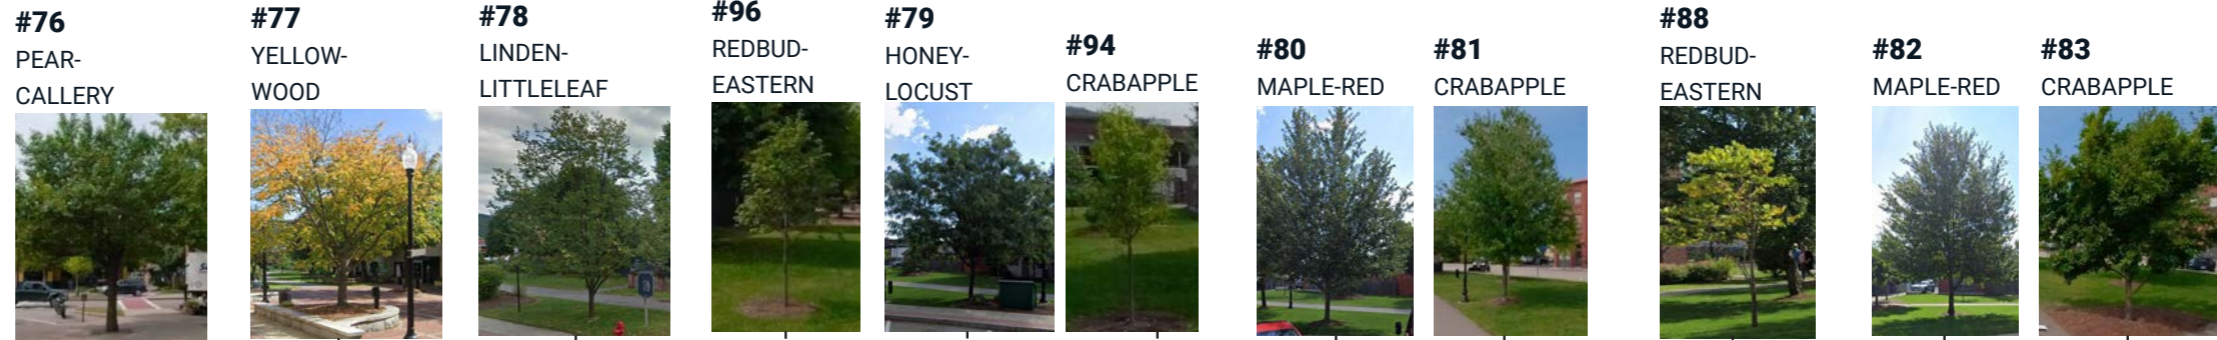 #76
PEAR-
CALLERY
#77
YELLOW-
WOOD
#78
LINDEN-
LITTLELEAF
#96
REDBUD-
EASTERN
#79
HONEY-
LOCUST
#94
CRABAPPLE
#80
MAPLE-RED
#81
CRABAPPLE
#88
REDBUD-
EASTERN
#82
MAPLE-RED
#83
CRABAPPLE